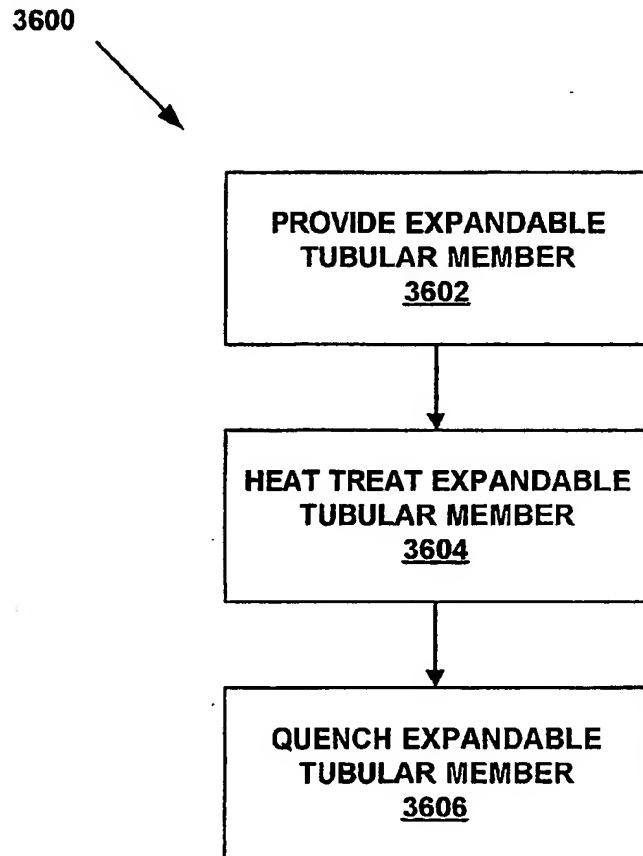 3600
PROVIDE EXPANDABLE
TUBULAR MEMBER
3602
HEAT TREAT EXPANDABLE
TUBULAR MEMBER
3604
QUENCH EXPANDABLE
TUBULAR MEMBER
3606